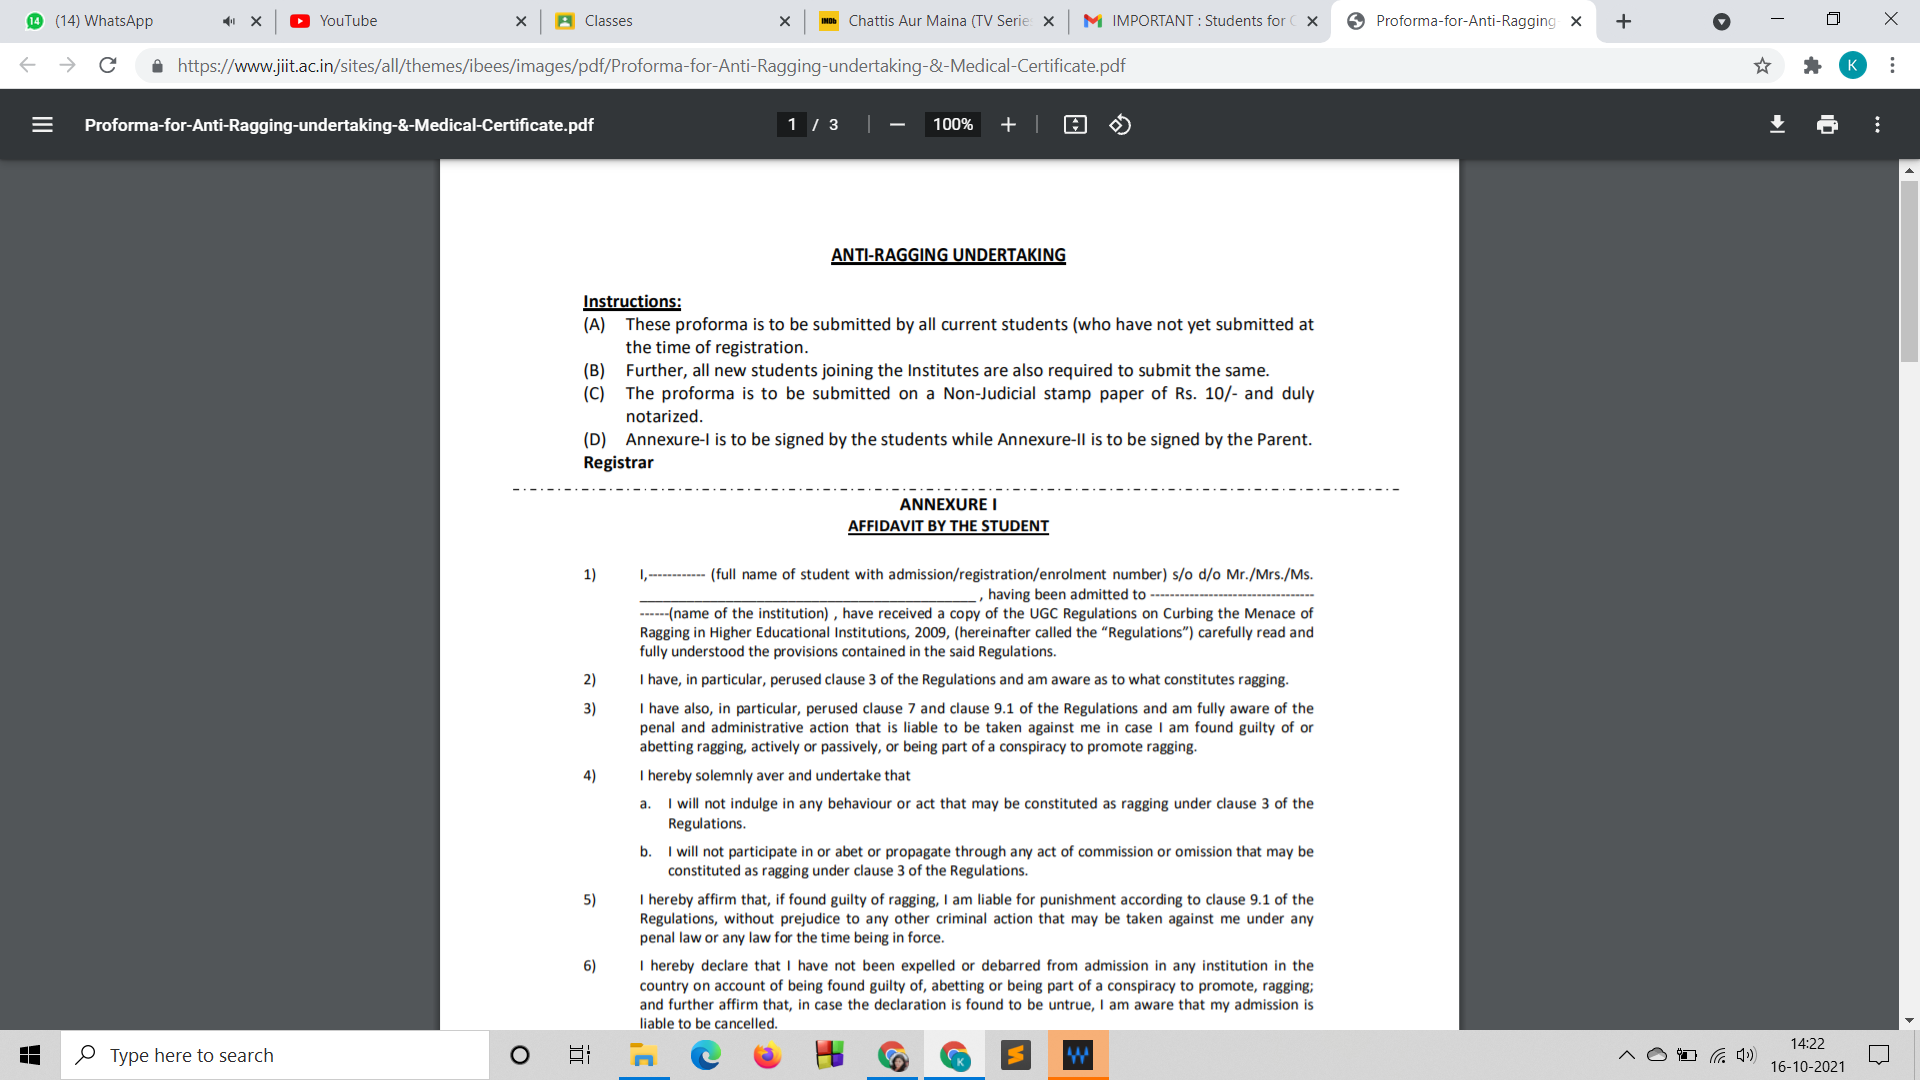 (14) WhatsApp
YouTube
Classes
Chattis Aur Maina (TV Serie
IMPORTANT : Students for
Proforma-for-Anti-Ragging
https://www.jiit.ac.in/sites/all/themes/ibees/images/pdf/Proforma-for-Anti-Ragging-undertaking-&-Medical-Certificate.pdf
K
Proforma-for-Anti-Ragging-undertaking-&-Medical-Certificate.pdf
1 / 3
100%
ANTI-RAGGING UNDERTAKING
Instructions:
(A) These proforma is to be submitted by all current students (who have not yet submitted at
the time of registration.
(B) Further, all new students joining the Institutes are also required to submit the same.
(C) The proforma is to be submitted on a Non-Judicial stamp paper of Rs. 10/- and duly
notarized.
(D) Annexure-I is to be signed by the students while Annexure-II is to be signed by the Parent.
Registrar
ANNEXURE I
AFFIDAVIT BY THE STUDENT
1) I,------------ (full name of student with admission/registration/enrolment number) s/o d/o Mr./Mrs./Ms.
__________________________________________ , having been admitted to ---------------------------------
------(name of the institution) , have received a copy of the UGC Regulations on Curbing the Menace of
Ragging in Higher Educational Institutions, 2009, (hereinafter called the “Regulations”) carefully read and
fully understood the provisions contained in the said Regulations.
2) I have, in particular, perused clause 3 of the Regulations and am aware as to what constitutes ragging.
3) I have also, in particular, perused clause 7 and clause 9.1 of the Regulations and am fully aware of the
penal and administrative action that is liable to be taken against me in case I am found guilty of or
abetting ragging, actively or passively, or being part of a conspiracy to promote ragging.
4) I hereby solemnly aver and undertake that
a. I will not indulge in any behaviour or act that may be constituted as ragging under clause 3 of the
Regulations.
b. I will not participate in or abet or propagate through any act of commission or omission that may be
constituted as ragging under clause 3 of the Regulations.
5) I hereby affirm that, if found guilty of ragging, I am liable for punishment according to clause 9.1 of the
Regulations, without prejudice to any other criminal action that may be taken against me under any
penal law or any law for the time being in force.
6) I hereby declare that I have not been expelled or debarred from admission in any institution in the
country on account of being found guilty of, abetting or being part of a conspiracy to promote, ragging;
and further affirm that, in case the declaration is found to be untrue, I am aware that my admission is
liable to be cancelled.
Type here to search
14:22
16-10-2021